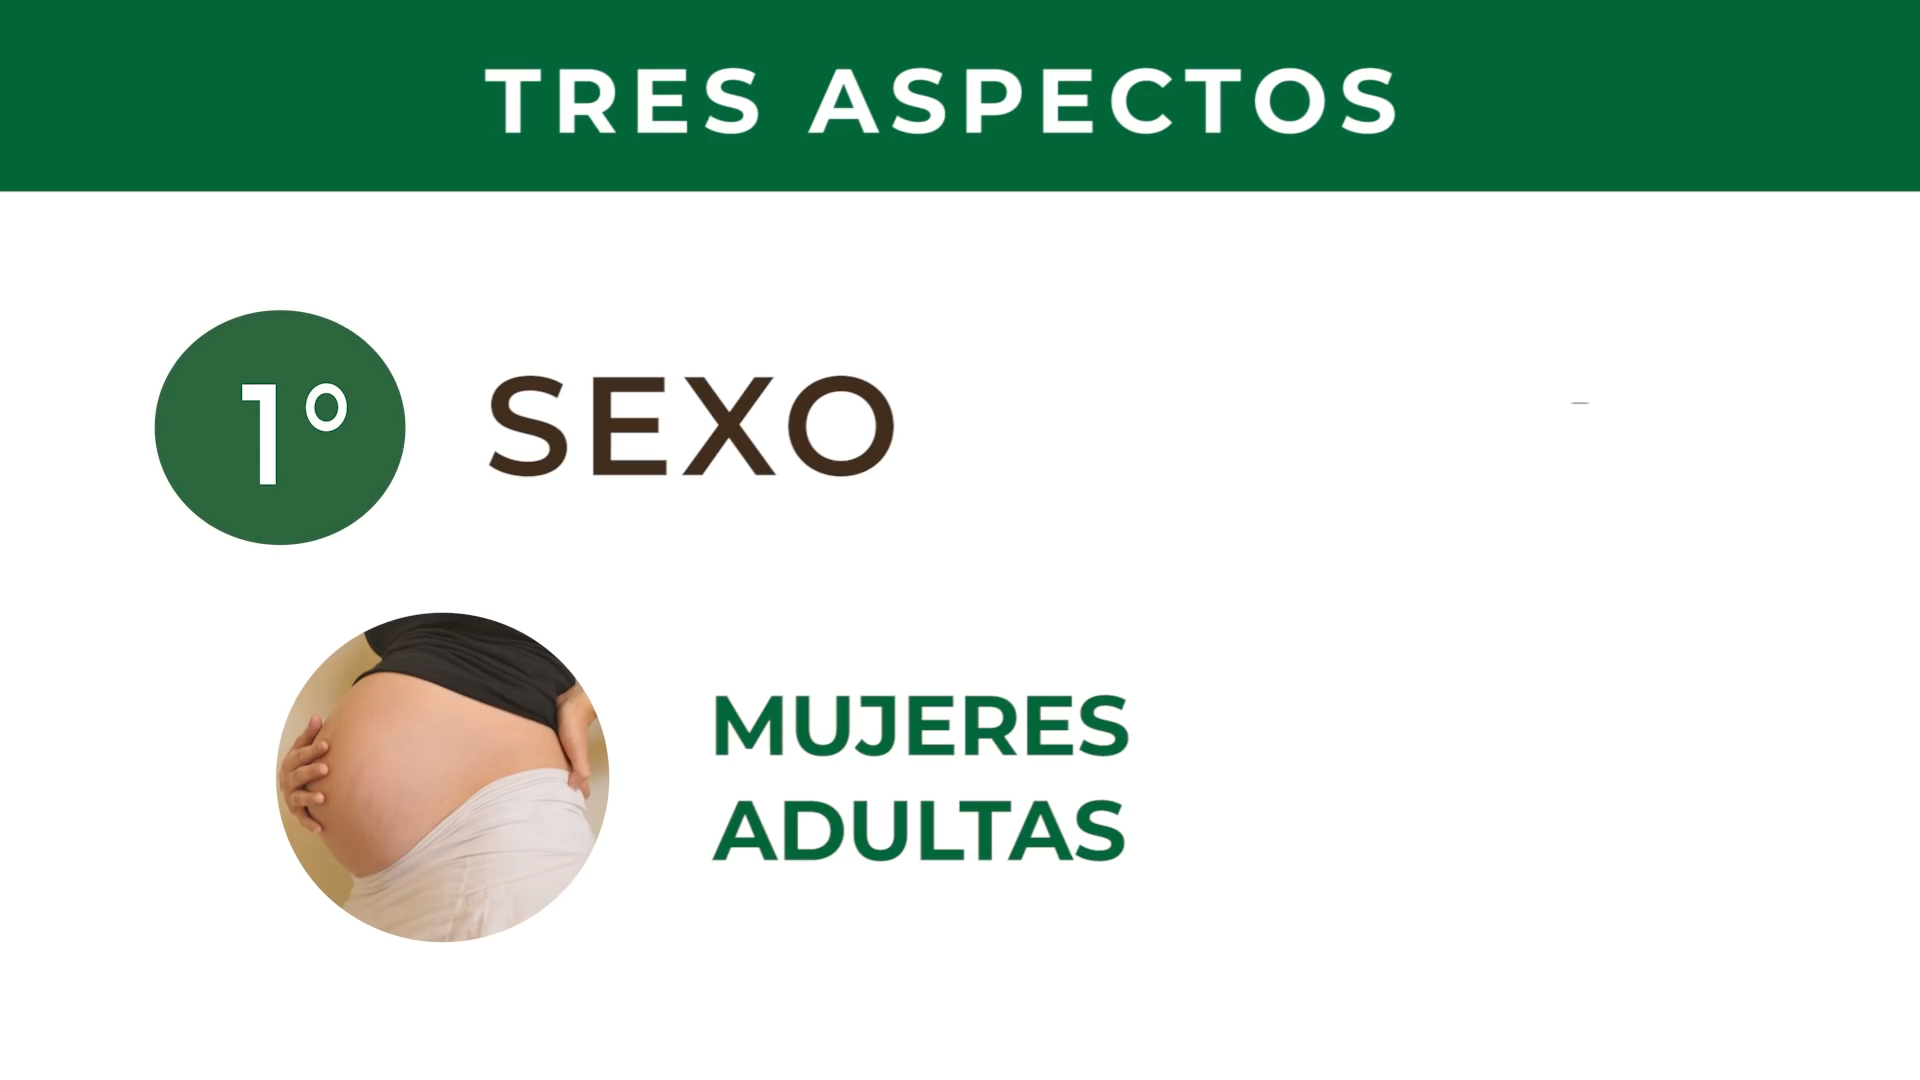 TRES ASPECTOS
1º
SEXO
MUJERES
ADULTAS